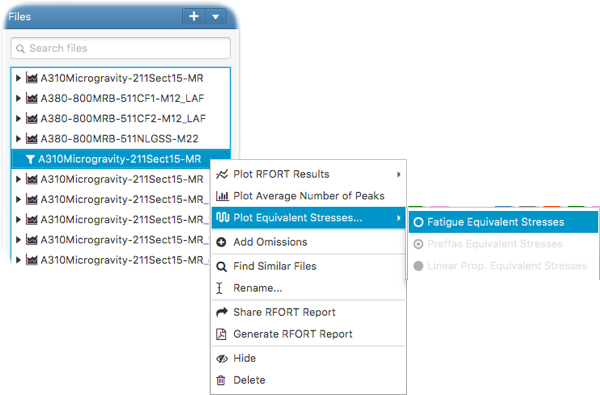 Files
Search files
A310Microgravity-211Sect15-MR
A380-800MRB-511CF1-M12_LAF
A380-800MRB-511CF2-M12_LAF
A380-800MRB-511NLGSS-M22
A310Microgravity-211Sect15-MR
A310Microgravity-211Sect15-MR_
A310Microgravity-211Sect15-MR_
A310Microgravity-211Sect15-MR_
A310Microgravity-211Sect15-MR_
A310Microgravity-211Sect15-MR_
Plot RFORT Results
Plot Average Number of Peaks
Plot Equivalent Stresses...
Add Omissions
Find Similar Files
Rename...
Share RFORT Report
Generate RFORT Report
Hide
Delete
Fatigue Equivalent Stresses
Preffas Equivalent Stresses
Linear Prop. Equivalent Stresses